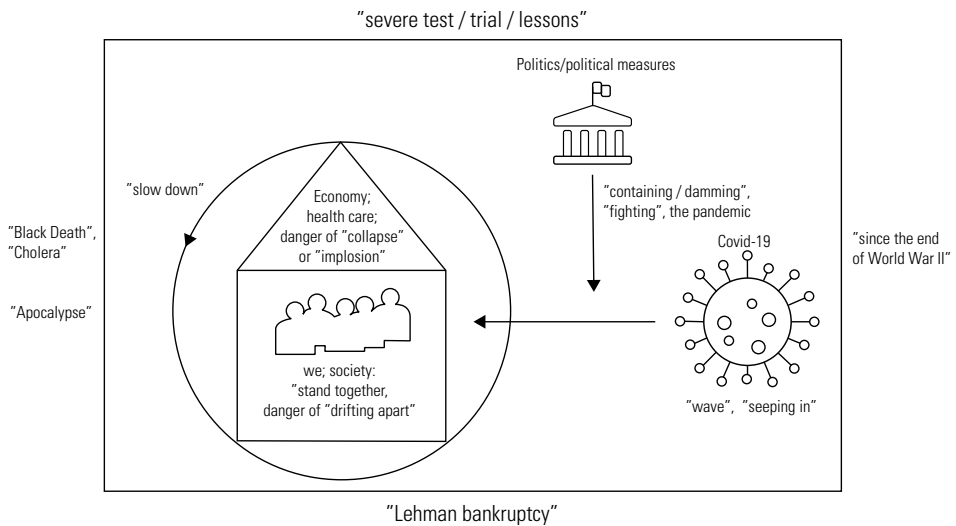 ”severe test / trial / lessons”
Politics/political measures
”slow down”
Economy;
health care;
danger of ”collapse”
or ”implosion”
”containing / damming”,
”fighting”, the pandemic
”Black Death”,
”Cholera”
Covid-19
”since the end
of World War II”
”Apocalypse”
we; society:
”stand together,
danger of ”drifting apart”
”wave”, ”seeping in”
”Lehman bankruptcy”